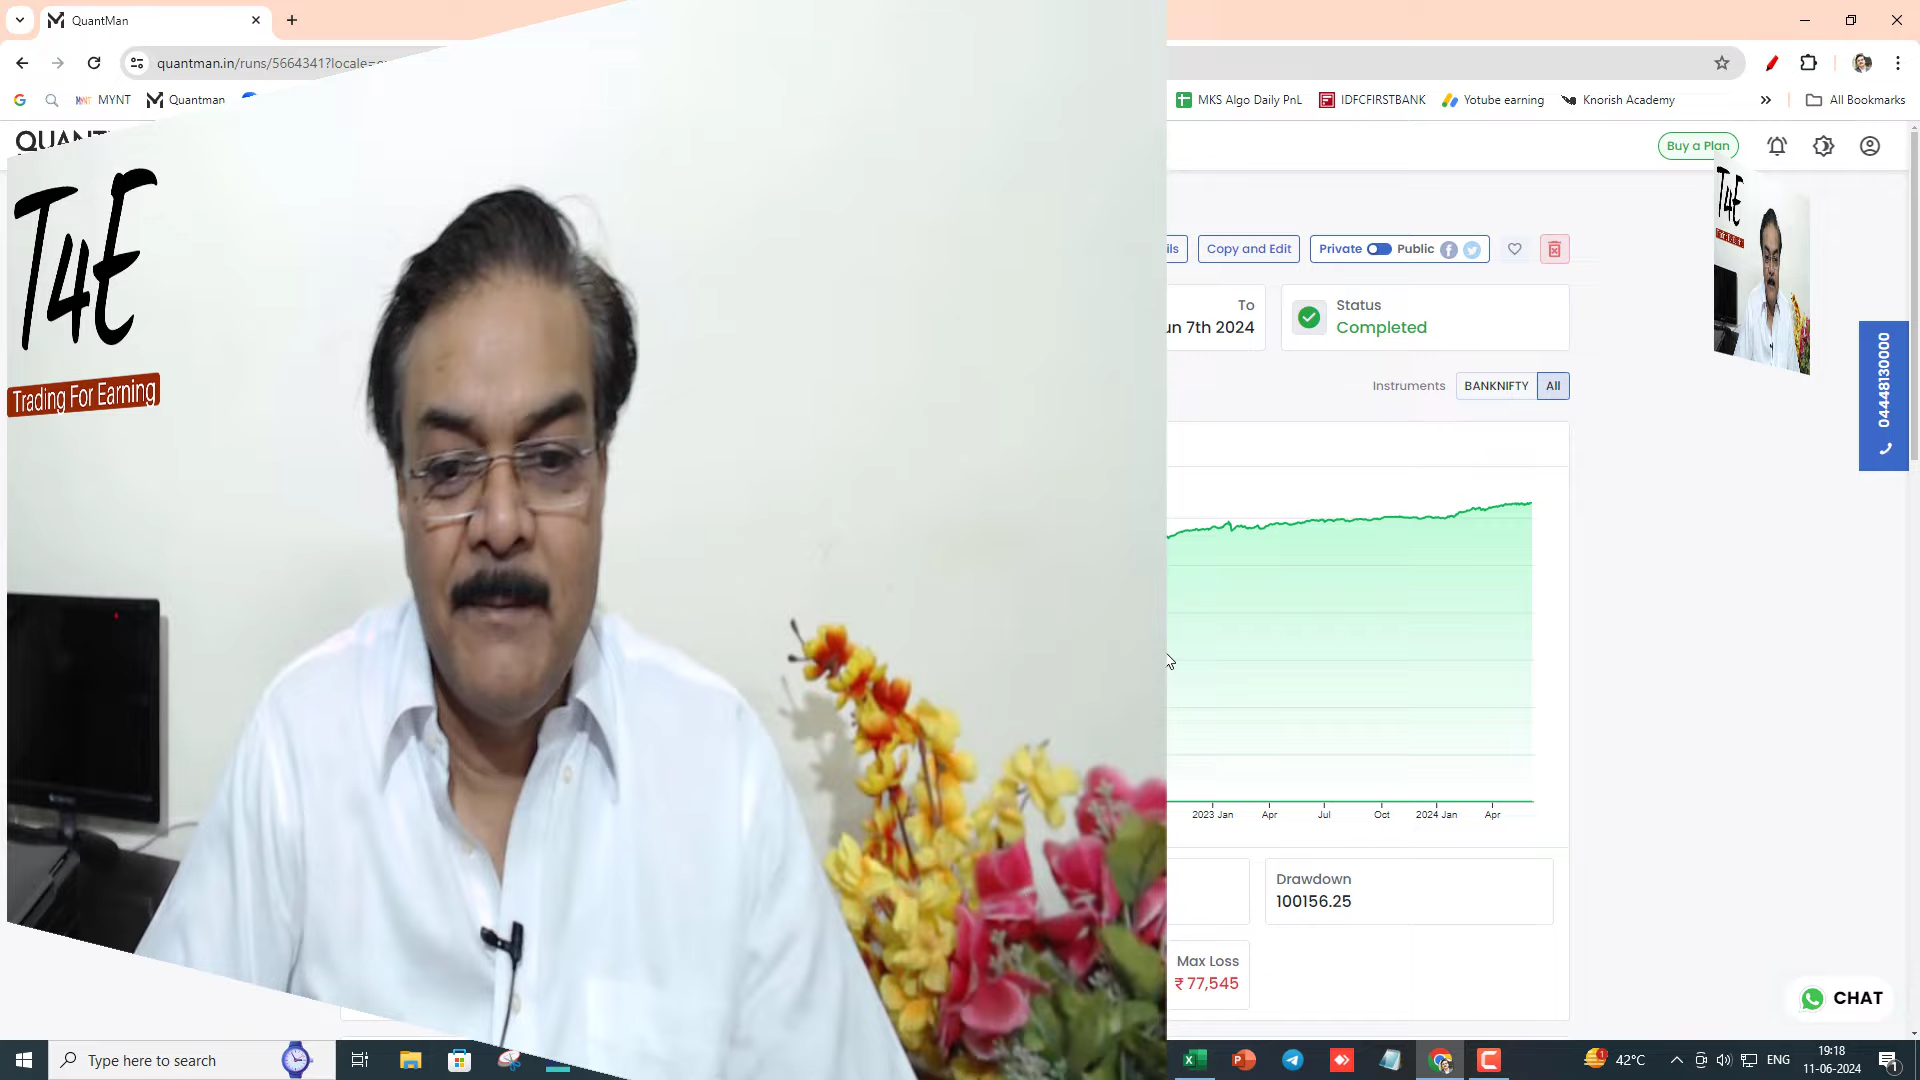 QuantMan
quantman.in/runs/5664341?locale=
MYNT
Quantman
MKS Algo Daily PnL
IDFCFIRSTBANK
Yotube earning
Knorish Academy
All Bookmarks
QUANT
Buy a Plan
T4E
Trading For Earning
T4E
Copy and Edit
Private
Public
To
un 7th 2024
Status
Completed
Instruments
BANKNIFTY
All
04448130000
2023 Jan
Apr
Jul
Oct
2024 Jan
Apr
Drawdown
100156.25
Max Loss
₹ 77,545
CHAT
Type here to search
42°C
ENG
19:18
11-06-2024